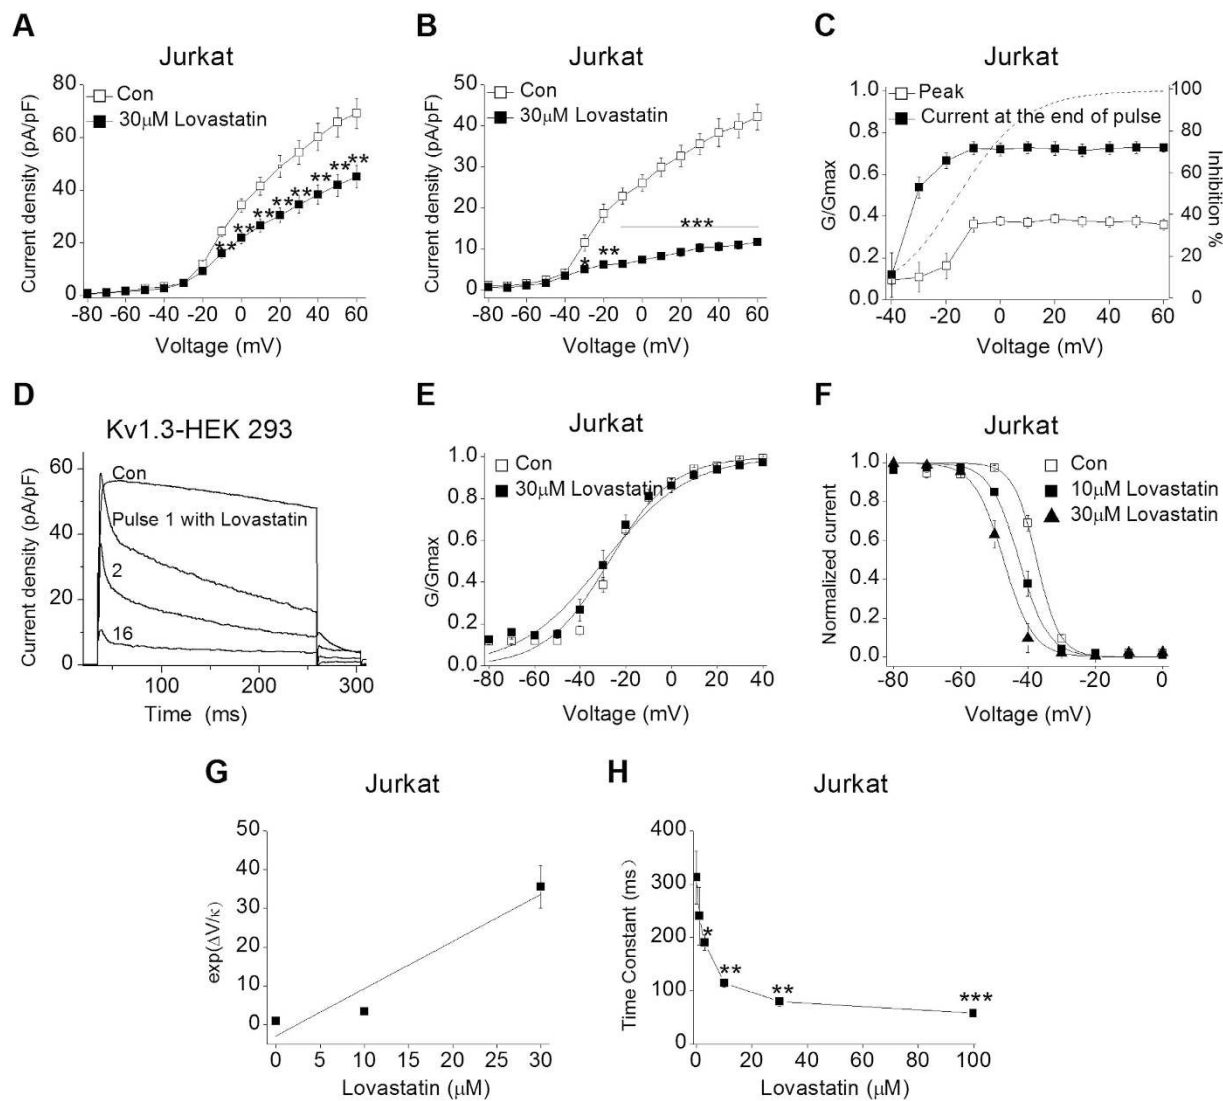 A
Jurkat
Current density (pA/pF)
80
60
40
20
0
Con
30μM Lovastatin
**
**
**
**
**
**
**
**
-80 -40 0 20 40 60
Voltage (mV)
B
Jurkat
Current density (pA/pF)
50
40
30
20
10
0
Con
30μM Lovastatin
*
**
***
-80 -60 -40 -20 0 20 40 60
Voltage (mV)
C
Jurkat
G/Gmax
1.0
0.8
0.6
0.4
0.2
0.0
Peak
Current at the end of pulse
100
80
60
40
20
10
0
Inhibition %
-40 -20 0 20 40 60
Voltage (mV)
D
Kv1.3-HEK 293
Current density (pA/pF)
60
40
20
0
Con
Pulse 1 with Lovastatin
2
16
100 200 300
Time (ms)
E
Jurkat
G/Gmax
1.0
0.8
0.6
0.4
0.2
0.0
Con
30μM Lovastatin
-80 -60 -40 -20 0 20 40
Voltage (mV)
F
Jurkat
Normalized current
1.0
0.8
0.6
0.4
0.2
0.0
Con
10μM Lovastatin
30μM Lovastatin
-80 -60 -40 -20 0
Voltage (mV)
G
Jurkat
exp(ΔV/κ)
50
40
30
20
10
0
0 5 10 15 20 25 30
Lovastatin (μM)
H
Jurkat
Time Constant (ms)
400
300
200
100
0
*
**
**
***
0 20 40 60 80 100
Lovastatin (μM)